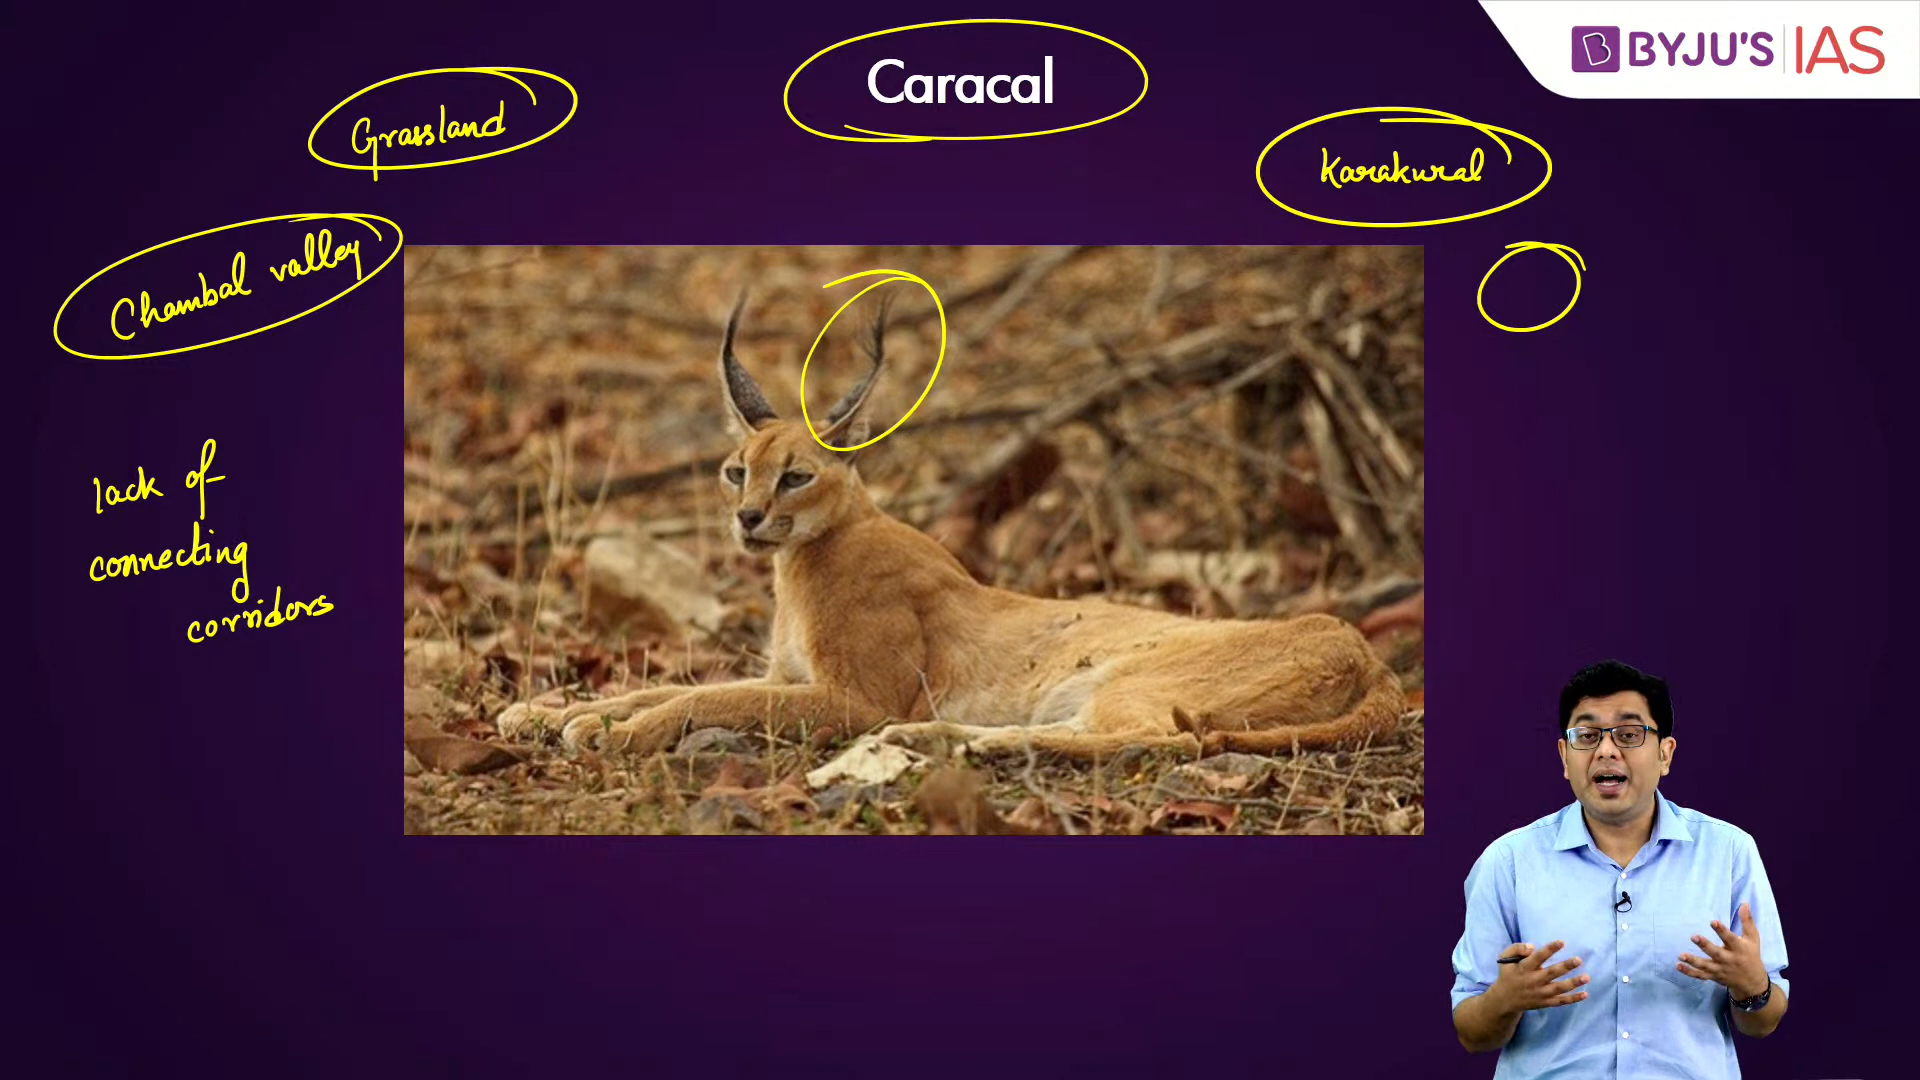 Caracal
BYJU'S IAS
Grassland
Karakural
Chambal valley
lack of
connecting
corridors